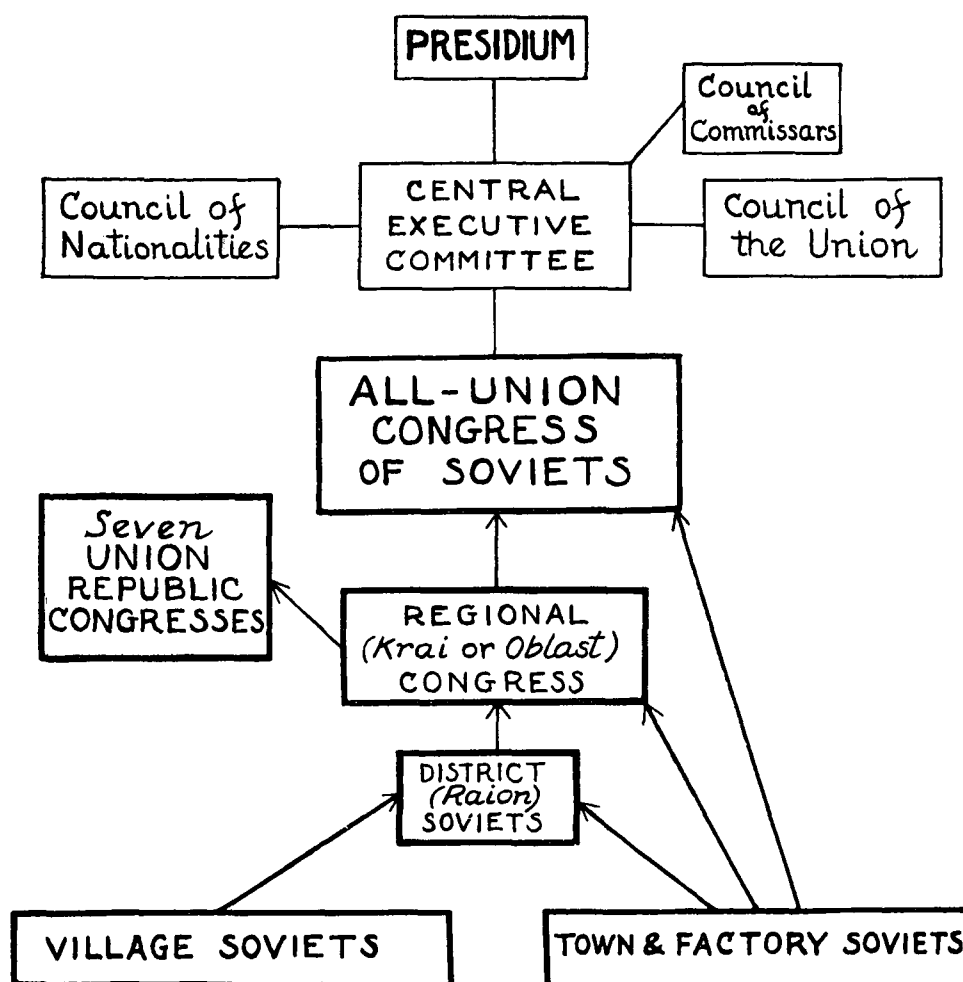 PRESIDIUM
Council
of
Commissars
Council of
Nationalities
CENTRAL
EXECUTIVE
COMMITTEE
Council of
the Union
ALL-UNION
CONGRESS
OF SOVIETS
Seven
UNION
REPUBLIC
CONGRESSES
REGIONAL
(Krai or Oblast)
CONGRESS
DISTRICT
(Raion)
SOVIETS
VILLAGE SOVIETS
TOWN & FACTORY SOVIETS